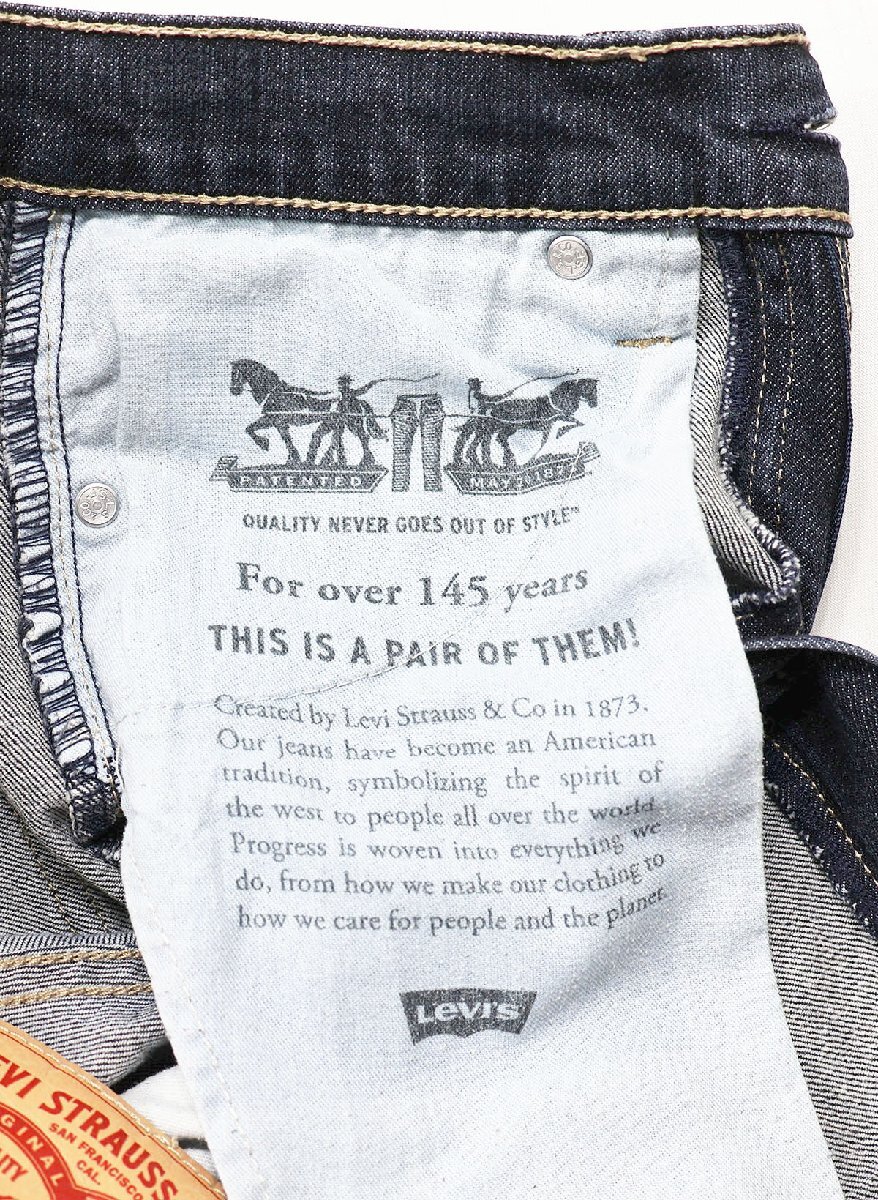 PATENTED
MAY
QUALITY NEVER GOES OUT OF STYLE™
For over 145 years
THIS IS A PAIR OF THEM!
Created by Levi Strauss & Co in 1873.
Our jeans have become an American
tradition, symbolizing the spirit of
the west to people all over the world.
Progress is woven into everything we
do, from how we make our clothing to
how we care for people and the planet.
Levi's
EVI STRAUSS
SAN FRANCISCO
CAL.
GINAL
ITY